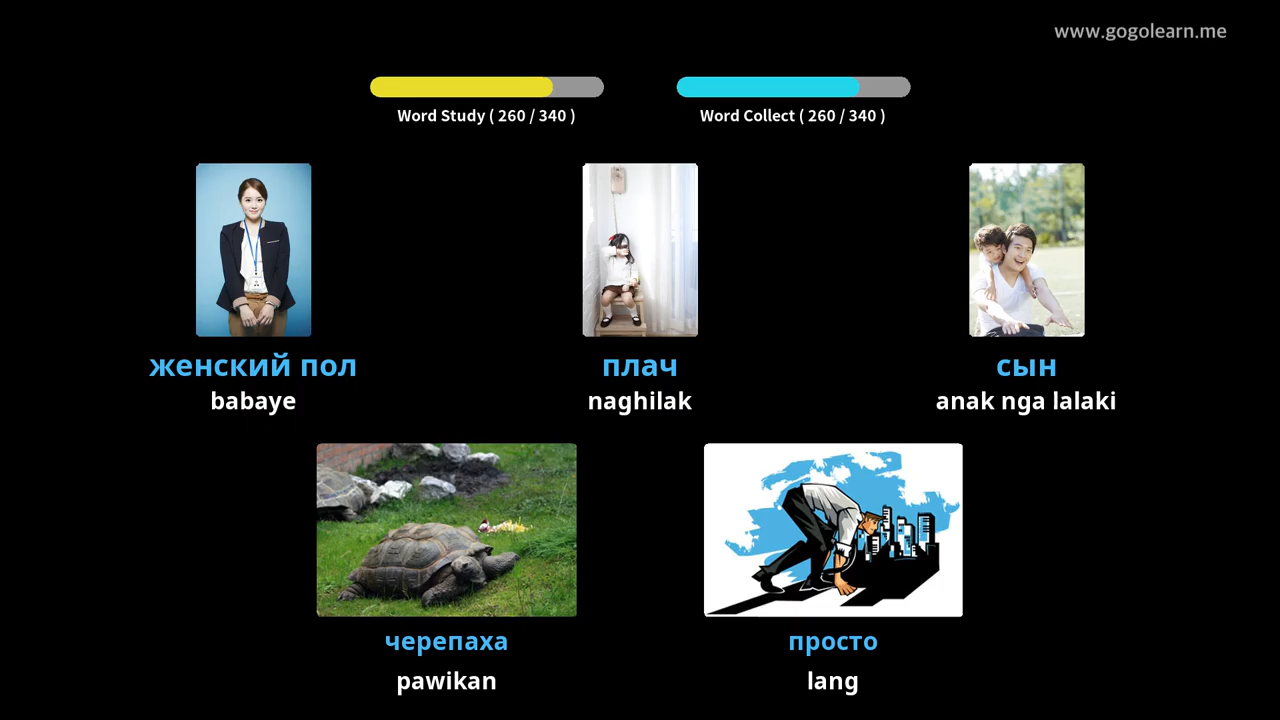 www.gogolearn.me
Word Study ( 260 / 340 )
Word Collect ( 260 / 340 )
женский пол
babaye
плач
naghilak
сын
anak nga lalaki
черепаха
pawikan
просто
lang